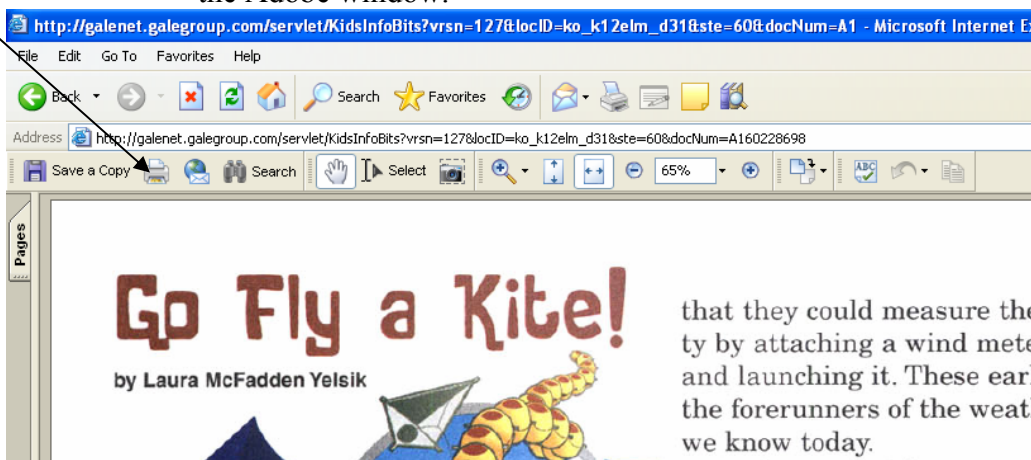 the Adobe window.
http://galenet.galegroup.com/servlet/KidsInfoBits?vrsn=127&locID=ko_k12elm_d31&ste=60&docNum=A1 - Microsoft Internet E
File Edit Go To Favorites Help
Back Search Favorites
Address http://galenet.galegroup.com/servlet/KidsInfoBits?vrsn=127&locID=ko_k12elm_d31&ste=60&docNum=A160228698
Save a Copy Search Select 65% ABC
Pages
Go Fly a Kite!
by Laura McFadden Yelsik
that they could measure the
ty by attaching a wind mete
and launching it. These earl
the forerunners of the weat
we know today.